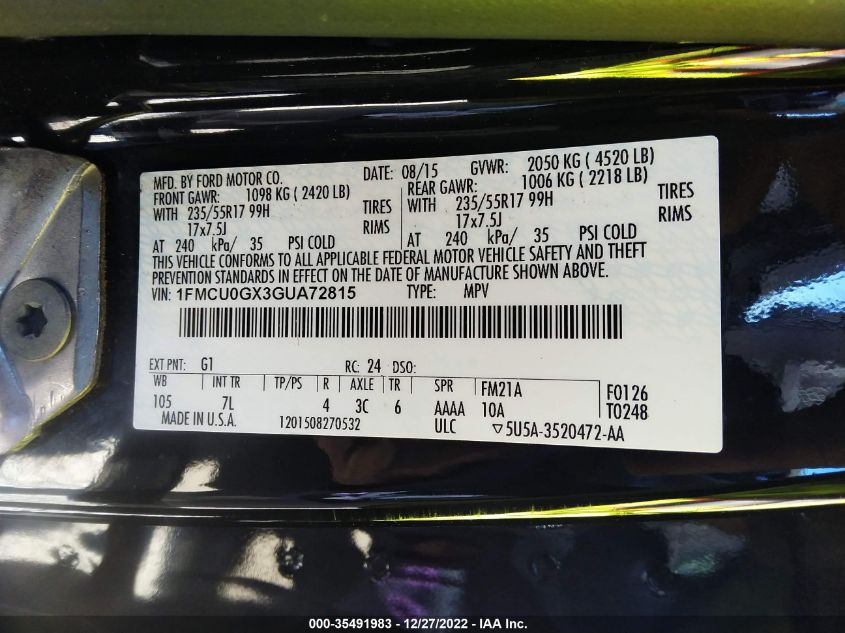 MFD. BY FORD MOTOR CO. DATE: 08/15 GVWR: 2050 KG ( 4520 LB)
FRONT GAWR: 1098 KG ( 2420 LB) REAR GAWR: 1006 KG ( 2218 LB)
WITH 235/55R17 99H TIRES WITH 235/55R17 99H TIRES
17x7.5J RIMS 17x7.5J RIMS
AT 240 kPa/ 35 PSI COLD AT 240 kPa/ 35 PSI COLD
THIS VEHICLE CONFORMS TO ALL APPLICABLE FEDERAL MOTOR VEHICLE SAFETY AND THEFT
PREVENTION STANDARDS IN EFFECT ON THE DATE OF MANUFACTURE SHOWN ABOVE.
VIN: 1FMCU0GX3GUA72815 TYPE: MPV
EXT PNT: G1 RC: 24 DSO:
WB INT TR TP/PS R AXLE TR SPR FM21A F0126
105 7L 4 3C 6 AAAA 10A T0248
MADE IN U.S.A. 1201508270532 ULC ▽5U5A-3520472-AA
000-35491983 - 12/27/2022 - IAA Inc.